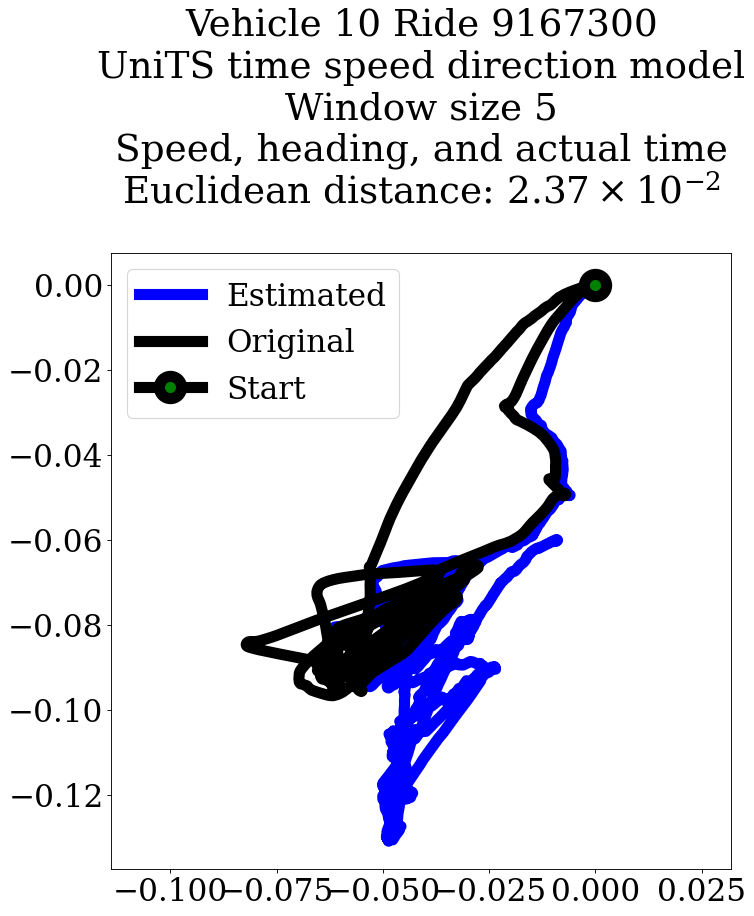 Vehicle 10 Ride 9167300
UniTS time speed direction model
Window size 5
Speed, heading, and actual time
Euclidean distance: 2.37 × 10⁻²
Estimated
Original
Start
0.00
−0.02
−0.04
−0.06
−0.08
−0.10
−0.12
−0.100 −0.075 −0.050 −0.025 0.000 0.025